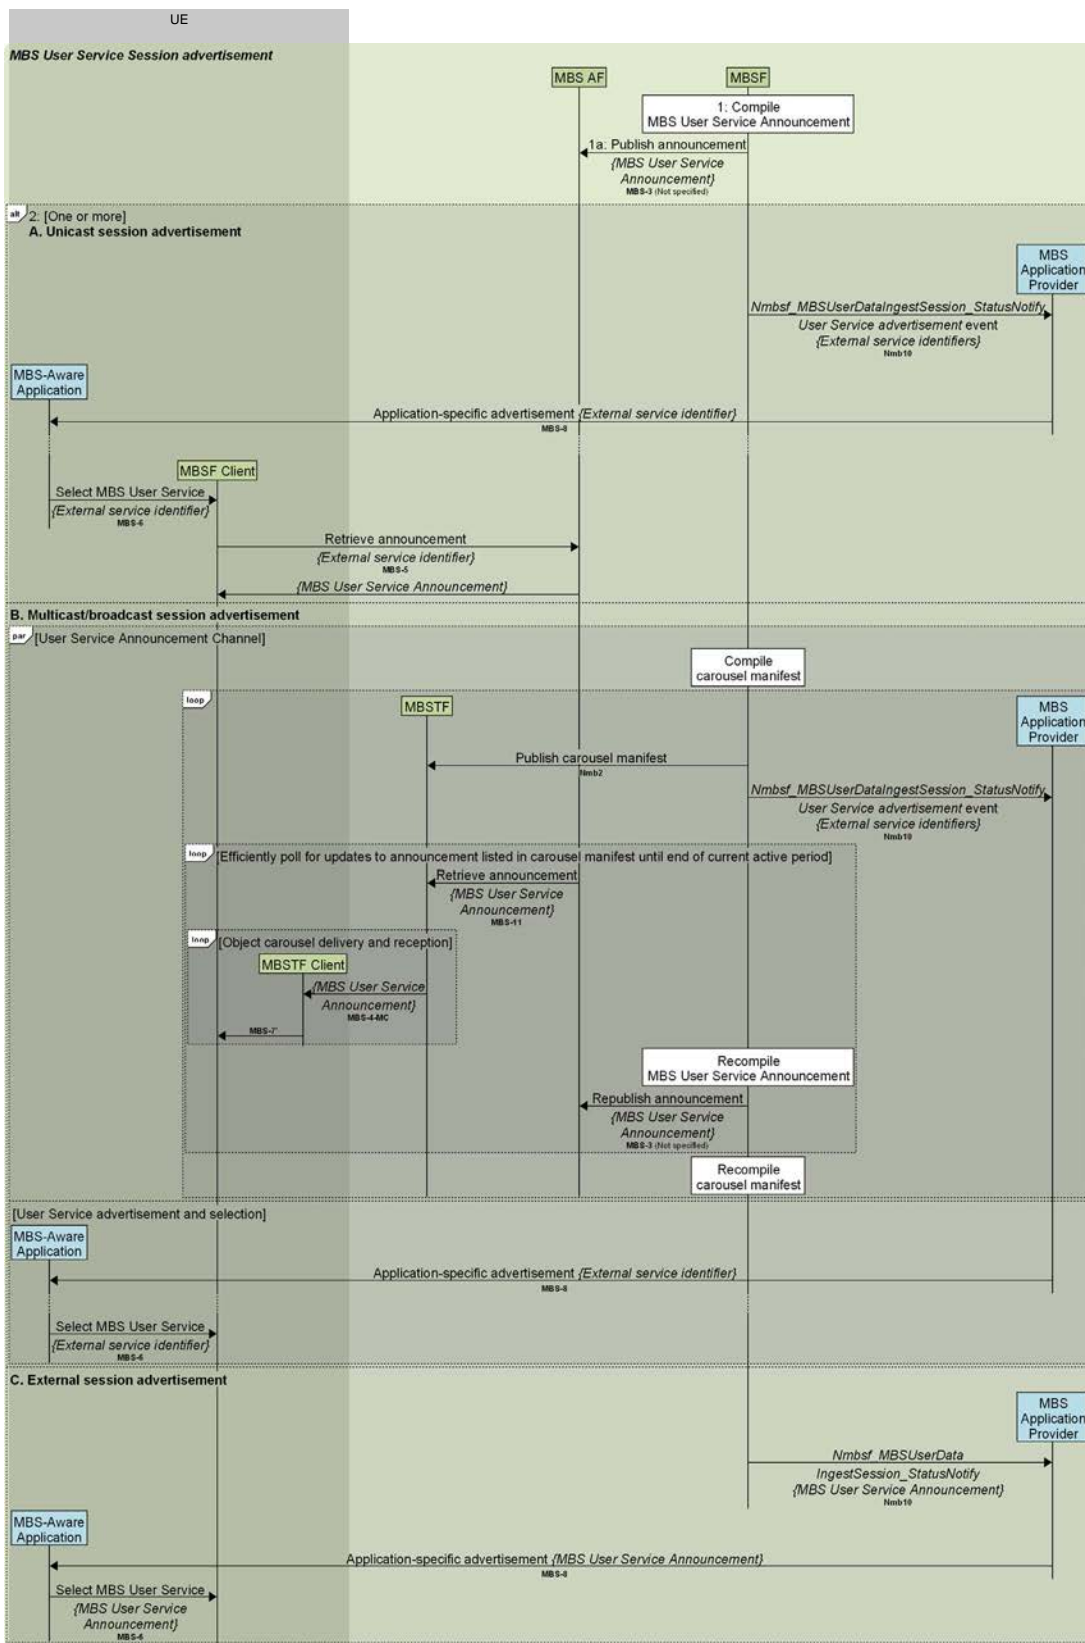 UE
MBS User Service Session advertisement
MBS AF
MBSF
1: Compile
MBS User Service Announcement
1a: Publish announcement
{MBS User Service
Announcement}
MBS-3 (Not specified)
alt
2: [One or more]
A. Unicast session advertisement
MBS
Application
Provider
Nmbsf_MBSUserDataIngestSession_StatusNotify
User Service advertisement event
{External service identifiers}
Nmb10
MBS-Aware
Application
Application-specific advertisement {External service identifier}
MBS-8
MBSF Client
Select MBS User Service
{External service identifier}
MBS-6
Retrieve announcement
{External service identifier}
MBS-5
{MBS User Service Announcement}
B. Multicast/broadcast session advertisement
par
[User Service Announcement Channel]
Compile
carousel manifest
loop
MBSTF
MBS
Application
Provider
Publish carousel manifest
Nmb2
Nmbsf_MBSUserDataIngestSession_StatusNotify
User Service advertisement event
{External service identifiers}
Nmb10
loop
[Efficiently poll for updates to announcement listed in carousel manifest until end of current active period]
Retrieve announcement
{MBS User Service
Announcement}
MBS-11
loop
[Object carousel delivery and reception]
MBSTF Client
{MBS User Service
Announcement}
MBS-4-MC
MBS-7'
Recompile
MBS User Service Announcement
Republish announcement
{MBS User Service
Announcement}
MBS-3 (Not specified)
Recompile
carousel manifest
[User Service advertisement and selection]
MBS-Aware
Application
Application-specific advertisement {External service identifier}
MBS-8
Select MBS User Service
{External service identifier}
MBS-6
C. External session advertisement
MBS
Application
Provider
Nmbsf_MBSUserData
IngestSession_StatusNotify
{MBS User Service Announcement}
Nmb10
MBS-Aware
Application
Application-specific advertisement {MBS User Service Announcement}
MBS-8
Select MBS User Service
{MBS User Service
Announcement}
MBS-6